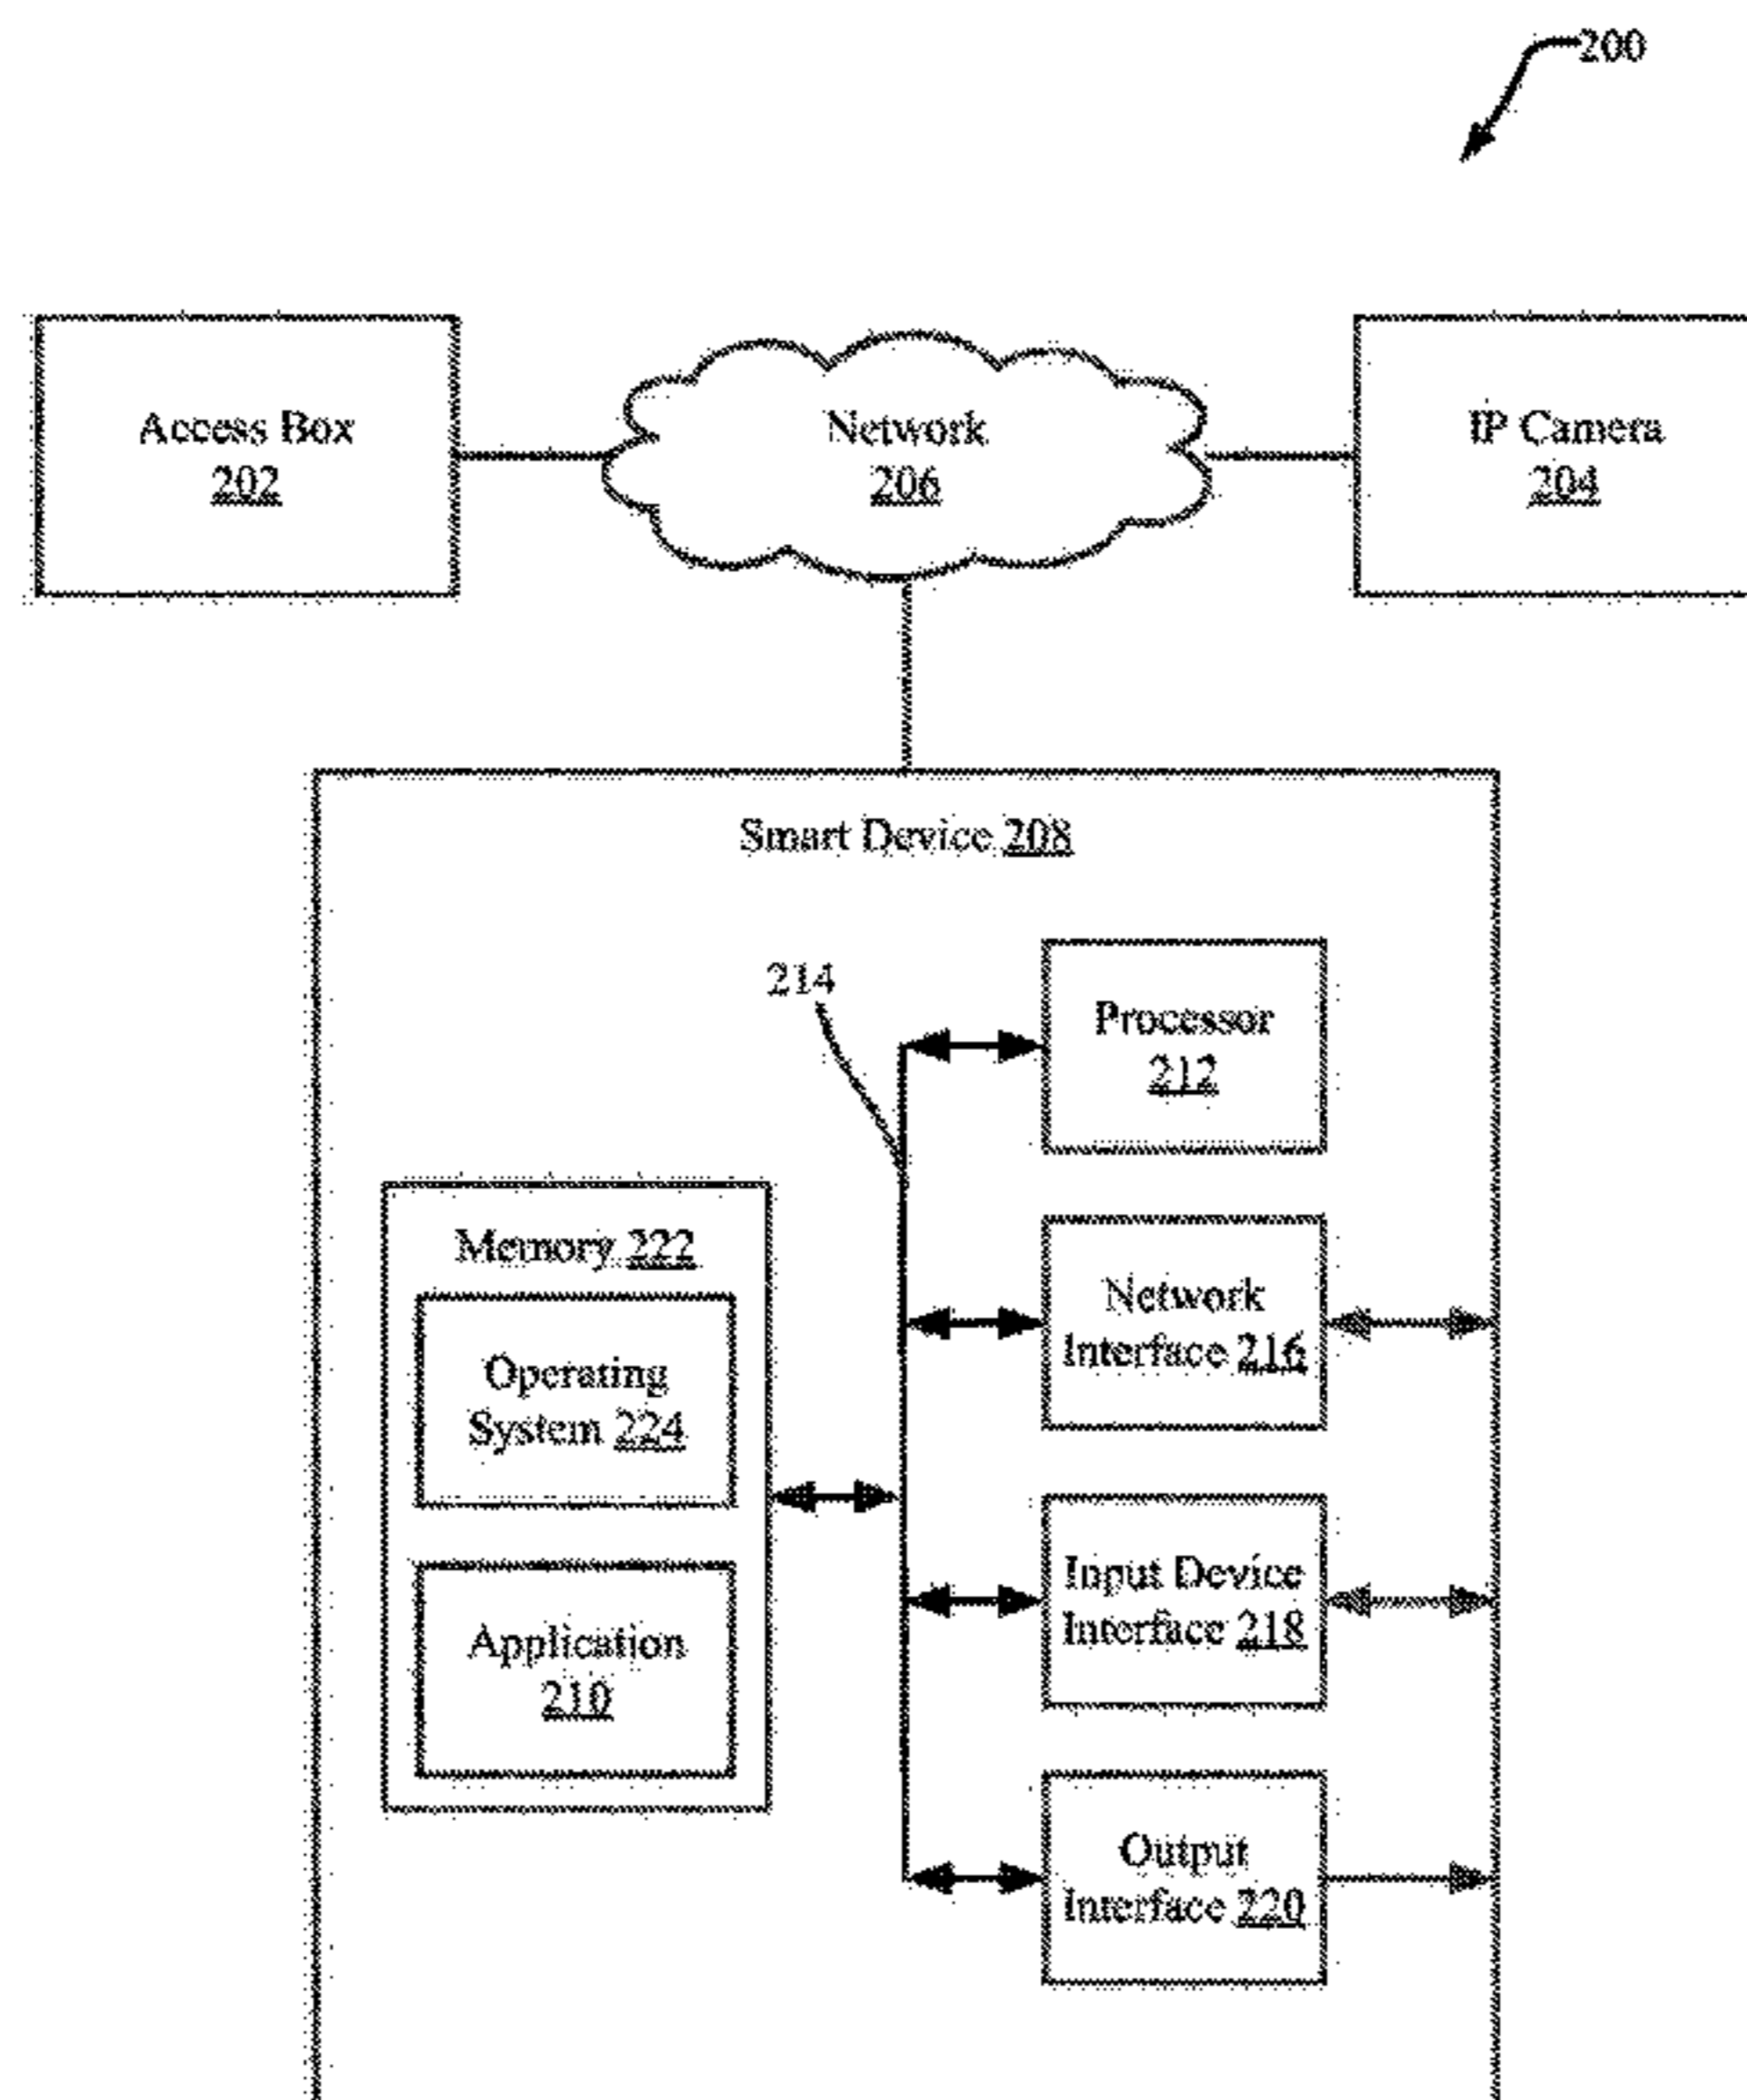 200
Access Box
202
Network
206
IP Camera
204
Smart Device 208
214
Processor
212
Memory 222
Network
Interface 216
Operating
System 224
Input Device
Interface 218
Application
210
Output
Interface 220